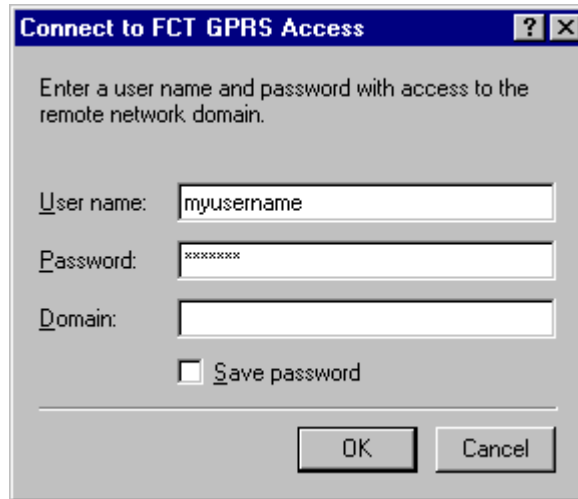 Connect to FCT GPRS Access
Enter a user name and password with access to the
remote network domain.
User name: myusername
Password: *******
Domain:
Save password
OK Cancel